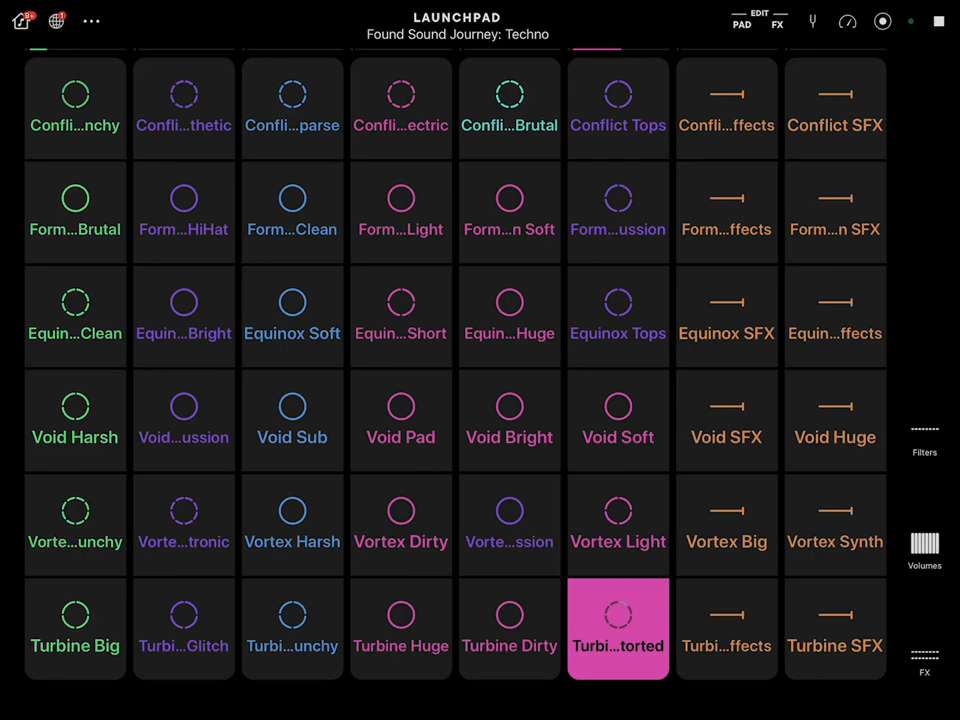 9+
1
LAUNCHPAD
Found Sound Journey: Techno
EDIT
PAD FX
Confli...nchy Confli...thetic Confli...parse Confli...ectric Confli...Brutal Conflict Tops Confli...ffects Conflict SFX
Form...Brutal Form...HiHat Form...Clean Form...Light Form...n Soft Form...ussion Form...ffects Form...n SFX
Equin...Clean Equin...Bright Equinox Soft Equin...Short Equin...Huge Equinox Tops Equinox SFX Equin...ffects
Void Harsh Void...ussion Void Sub Void Pad Void Bright Void Soft Void SFX Void Huge
Filters
Vorte...unchy Vorte...tronic Vortex Harsh Vortex Dirty Vorte...ssion Vortex Light Vortex Big Vortex Synth
Volumes
Turbine Big Turbi...Glitch Turbi...unchy Turbine Huge Turbine Dirty Turbi...torted Turbi...ffects Turbine SFX
FX